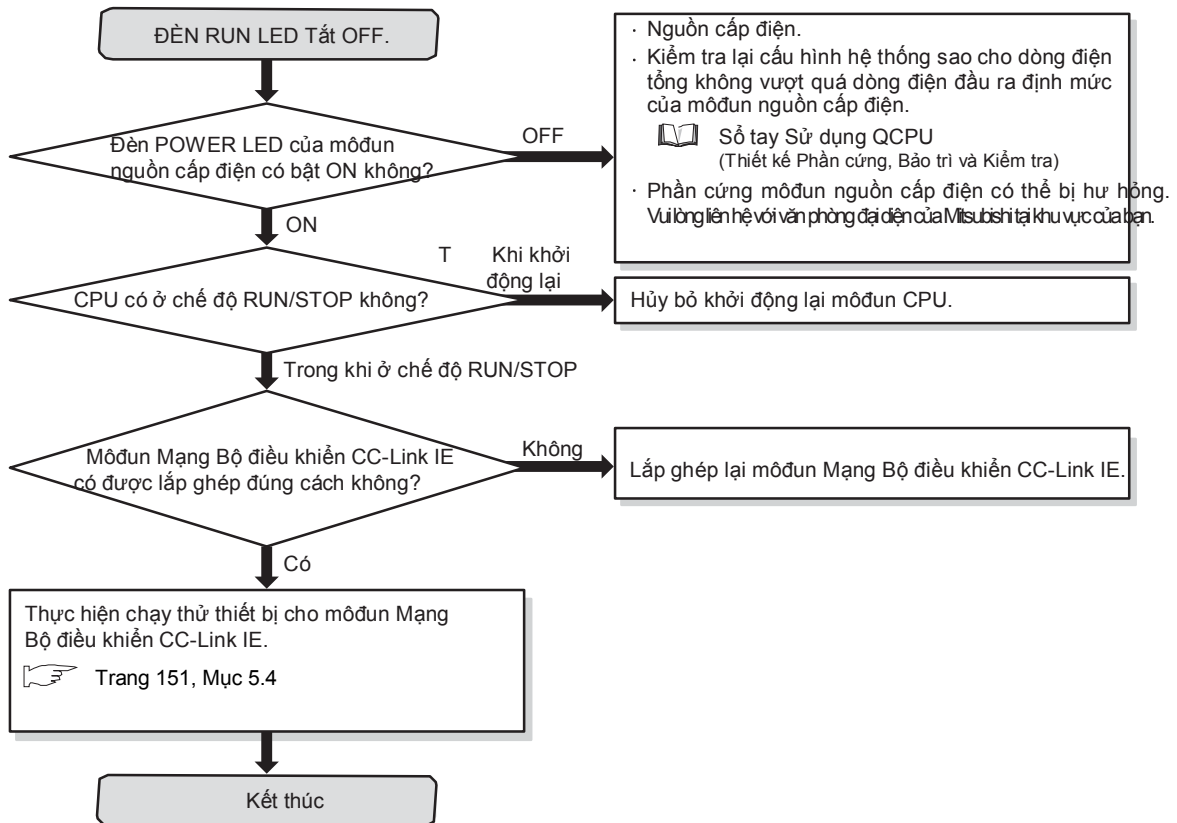 ĐÈN RUN LED Tắt OFF.
Đèn POWER LED của môđun
nguồn cấp điện có bật ON không?
OFF
· Nguồn cấp điện.
· Kiểm tra lại cấu hình hệ thống sao cho dòng điện
tổng không vượt quá dòng điện đầu ra định mức
của môđun nguồn cấp điện.
Sổ tay Sử dụng QCPU
(Thiết kế Phần cứng, Bảo trì và Kiểm tra)
· Phần cứng môđun nguồn cấp điện có thể bị hư hỏng.
Vui lòng liên hệ với văn phòng đại diện của Mitsubishi tại khu vực của bạn.
ON
CPU có ở chế độ RUN/STOP không?
T Khi khởi
động lại
Hủy bỏ khởi động lại môđun CPU.
Trong khi ở chế độ RUN/STOP
Môđun Mạng Bộ điều khiển CC-Link IE
có được lắp ghép đúng cách không?
Không
Lắp ghép lại môđun Mạng Bộ điều khiển CC-Link IE.
Có
Thực hiện chạy thử thiết bị cho môđun Mạng
Bộ điều khiển CC-Link IE.
Trang 151, Mục 5.4
Kết thúc